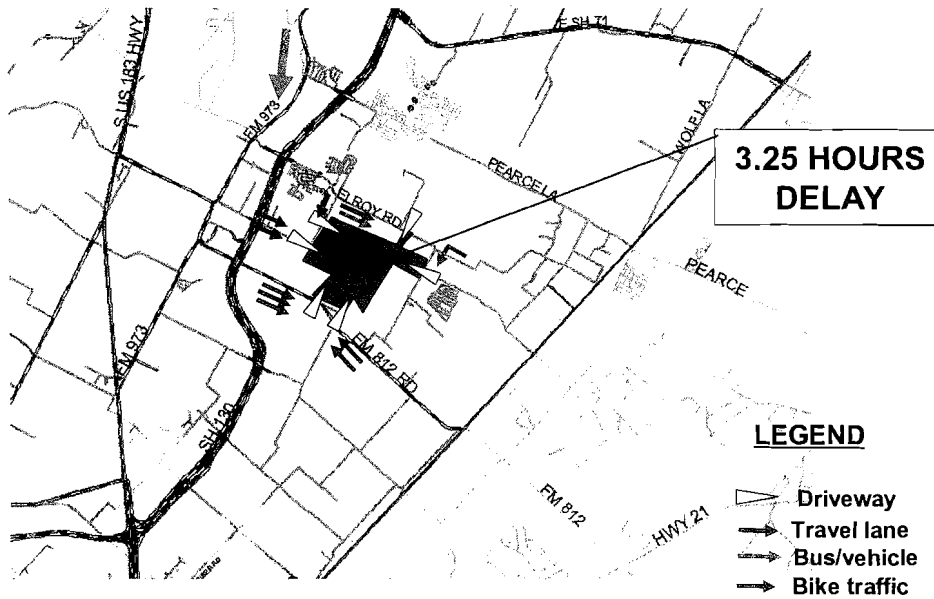 E SH 71
S US 183 HWY
FM 973
WOLF LA
PEARCE LA
3.25 HOURS
DELAY
ELROY RD
PEARCE
FM 973
FM 812 RD
SH 130
LEGEND
FM 812
HWY 21
Driveway
Travel lane
Bus/vehicle
Bike traffic